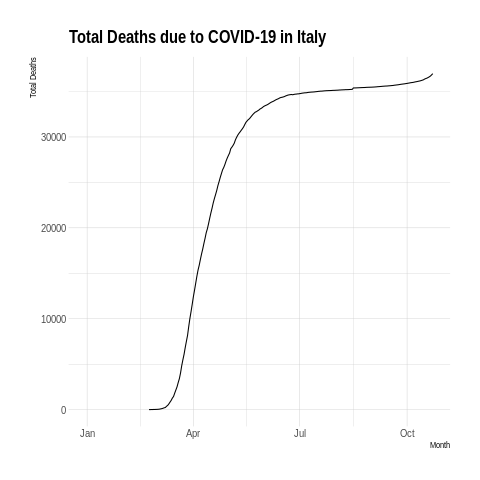 Total Deaths due to COVID-19 in Italy
Total Deaths
30000
20000
10000
0
Jan Apr Jul Oct
Month